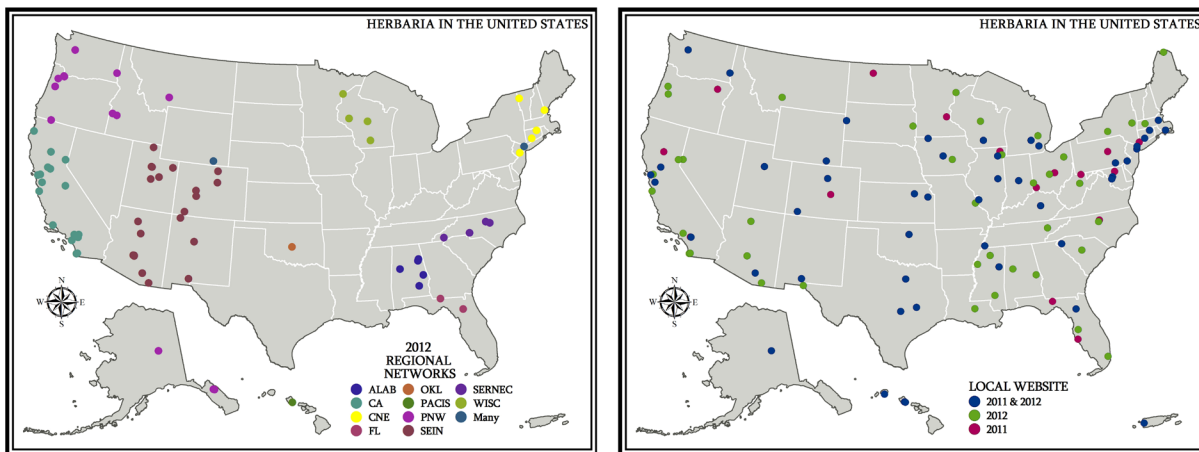 HERBARIA IN THE UNITED STATES
N
W E
S
2012
REGIONAL
NETWORKS
ALAB OKL SERNEC
CA PACIS WISC
CNE PNW Many
FL SEIN
HERBARIA IN THE UNITED STATES
N
W E
S
LOCAL WEBSITE
2011 & 2012
2012
2011